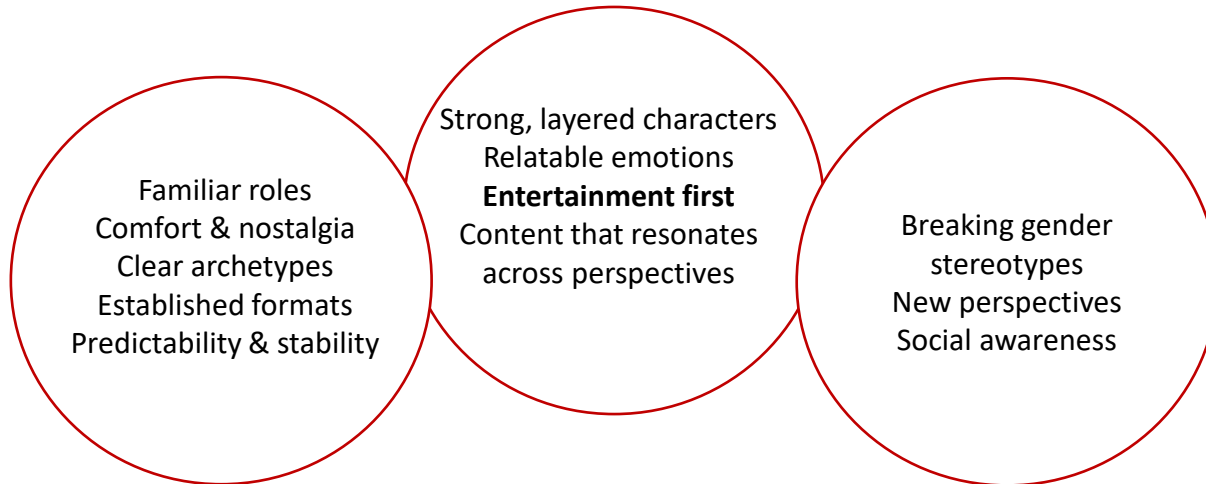 Familiar roles
Comfort & nostalgia
Clear archetypes
Established formats
Predictability & stability
Strong, layered characters
Relatable emotions
Entertainment first
Content that resonates
across perspectives
Breaking gender
stereotypes
New perspectives
Social awareness